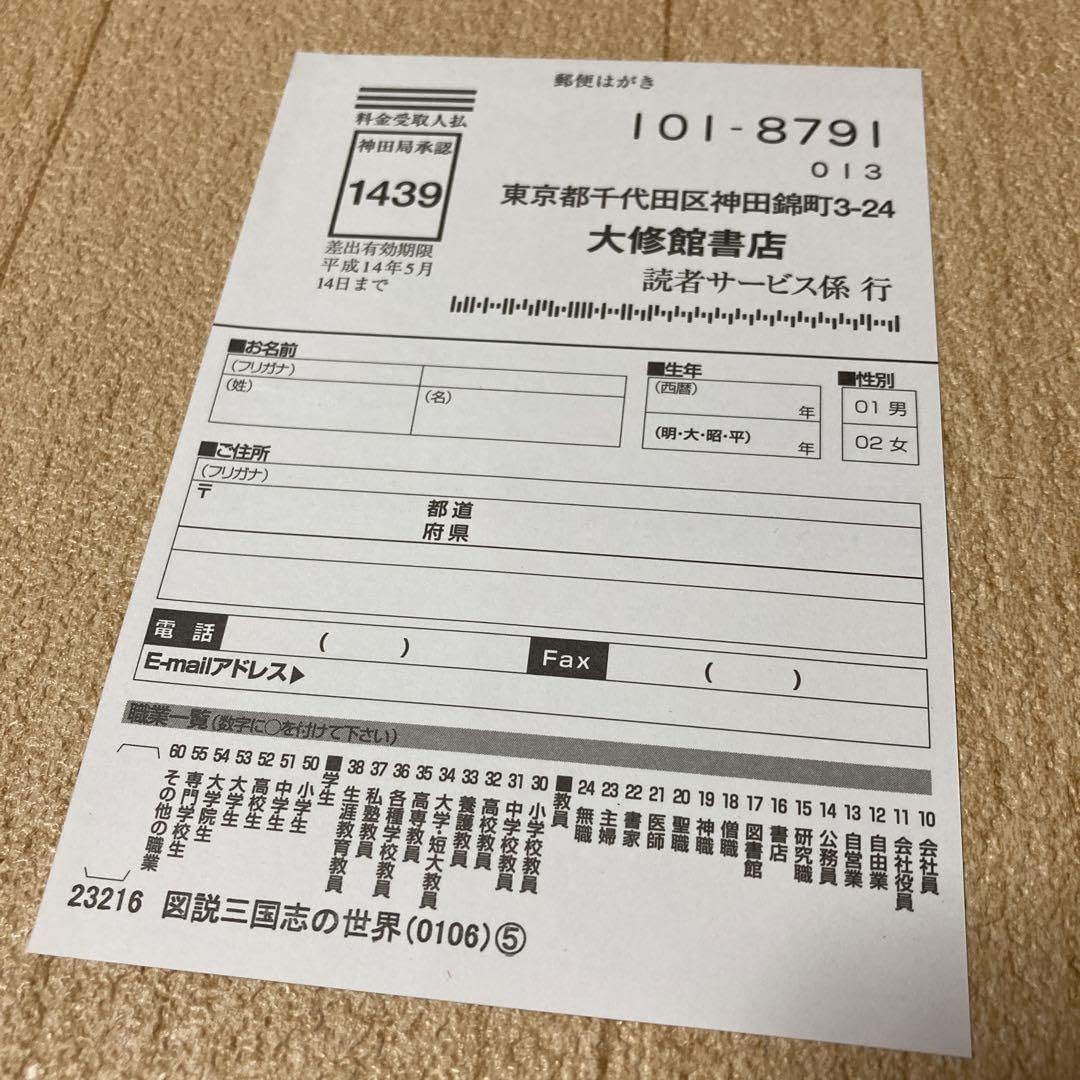 郵便はがき
料金受取人払
神田局承認
1439
差出有効期限
平成14年5月
14日まで
101-8791
013
東京都千代田区神田錦町3-24
大修館書店
読者サービス係 行
■お名前
(フリガナ)
(姓)
(名)
■生年
(西暦)
年
(明・大・昭・平)
年
■性別
01 男
02 女
■ご住所
(フリガナ)
〒
都道
府県
電話
( )
Fax
( )
E-mailアドレス▶
職業一覧(数字に○を付けて下さい)
10 会社員
11 会社役員
12 自由業
13 自営業
14 公務員
15 研究職
16 書店
17 図書館
18 僧職
19 神職
20 聖職
21 医師
22 書家
23 主婦
24 無職
■教員
30 小学校教員
31 中学校教員
32 高校教員
33 養護教員
34 大学・短大教員
35 高専教員
36 各種学校教員
37 私塾教員
38 生涯教育教員
■学生
50 小学生
51 中学生
52 高校生
53 大学生
54 大学院生
55 専門学校生
60 その他の職業
23216 図説三国志の世界(0106)⑤